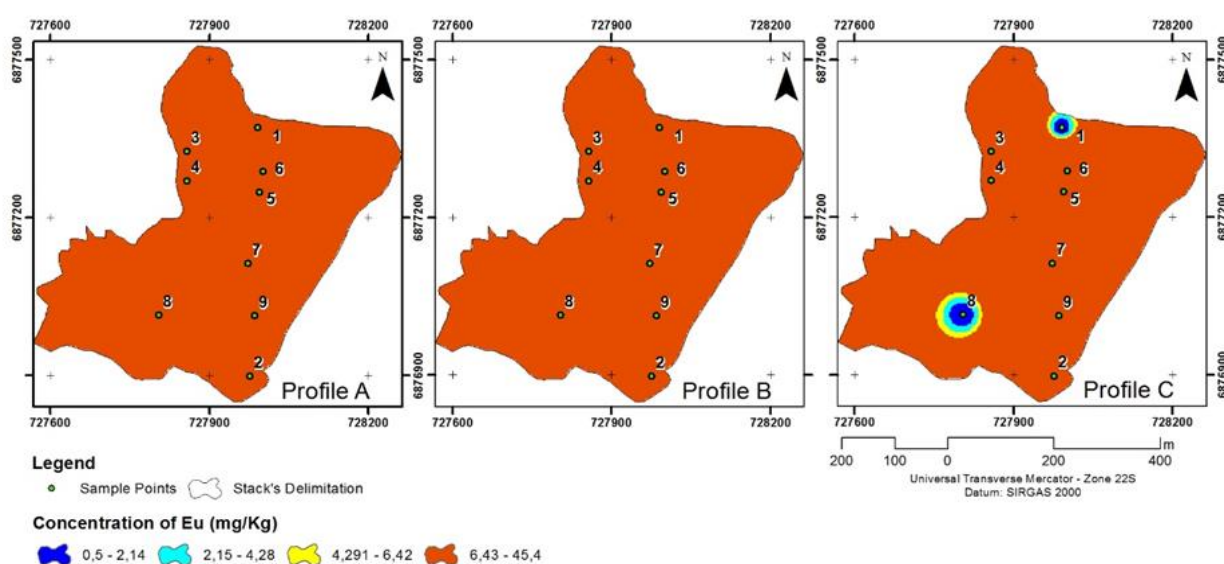 727600 727900 728200 727600 727900 728200 727600 727900 728200
6877500 6877200 6876900
N
3
1
4
6
5
7
8
9
2
Profile A
N
3
1
4
6
5
7
8
9
2
Profile B
N
3
1
4
6
5
7
8
9
2
Profile C
6877500 6877200 6876900
6877500 6877200 6876900
6877500 6877200 6876900
727600 727900 728200 727600 727900 728200 727600 727900 728200
Legend
Sample Points Stack's Delimitation
200 100 0 200 400 m
Universal Transverse Mercator - Zone 22S
Datum: SIRGAS 2000
Concentration of Eu (mg/Kg)
0,5 - 2,14 2,15 - 4,28 4,291 - 6,42 6,43 - 45,4